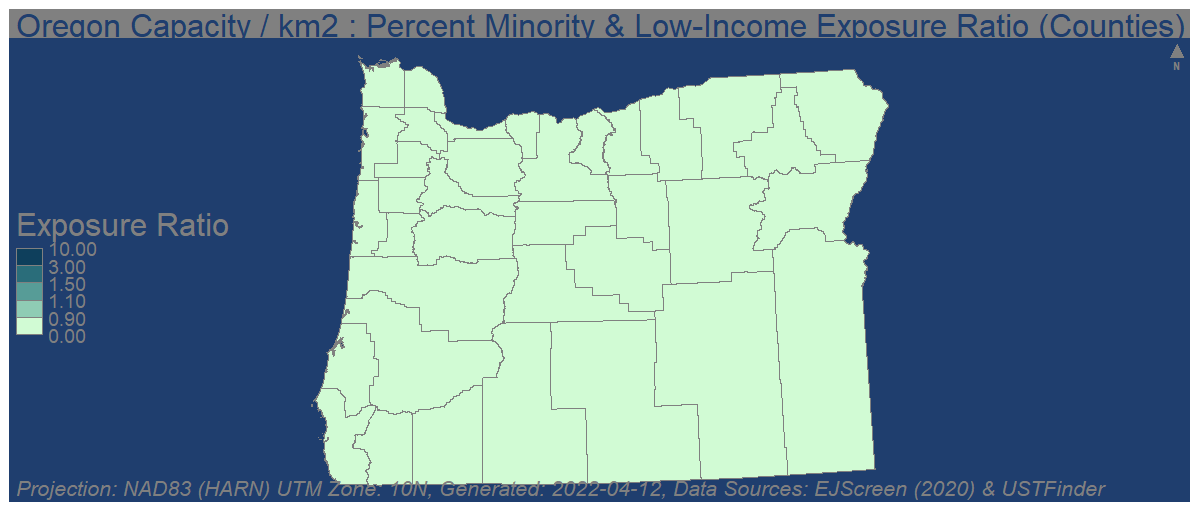 Oregon Capacity / km2 : Percent Minority & Low-Income Exposure Ratio (Counties)
N
Exposure Ratio
10.00
3.00
1.50
1.10
0.90
0.00
Projection: NAD83 (HARN) UTM Zone: 10N, Generated: 2022-04-12, Data Sources: EJScreen (2020) & USTFinder